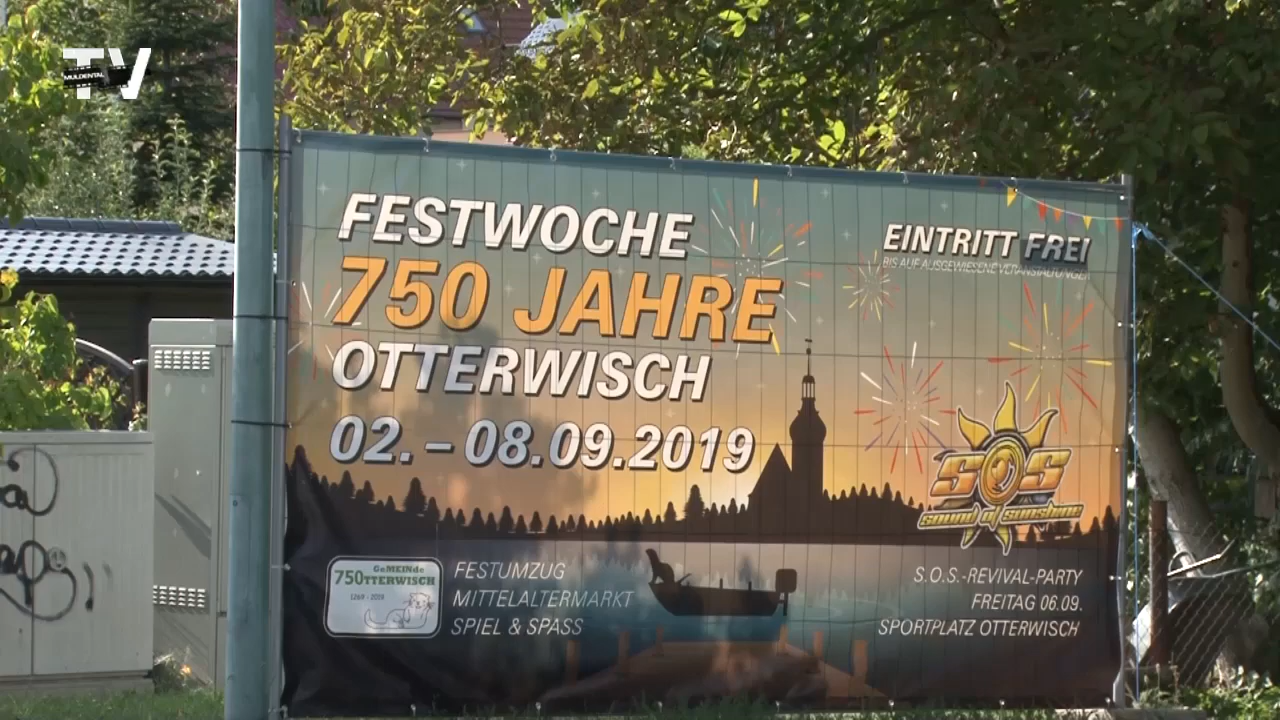 TV
MULDENTAL
FESTWOCHE
750 JAHRE
OTTERWISCH
02. – 08.09.2019
EINTRITT FREI
BIS AUF AUSGEWIESENE VERANSTALTUNGEN
SOS
sound of sunshine
GeMEINde
750TTERWISCH
1269 - 2019
FESTUMZUG
MITTELALTERMARKT
SPIEL & SPASS
S.O.S.-REVIVAL-PARTY
FREITAG 06.09.
SPORTPLATZ OTTERWISCH